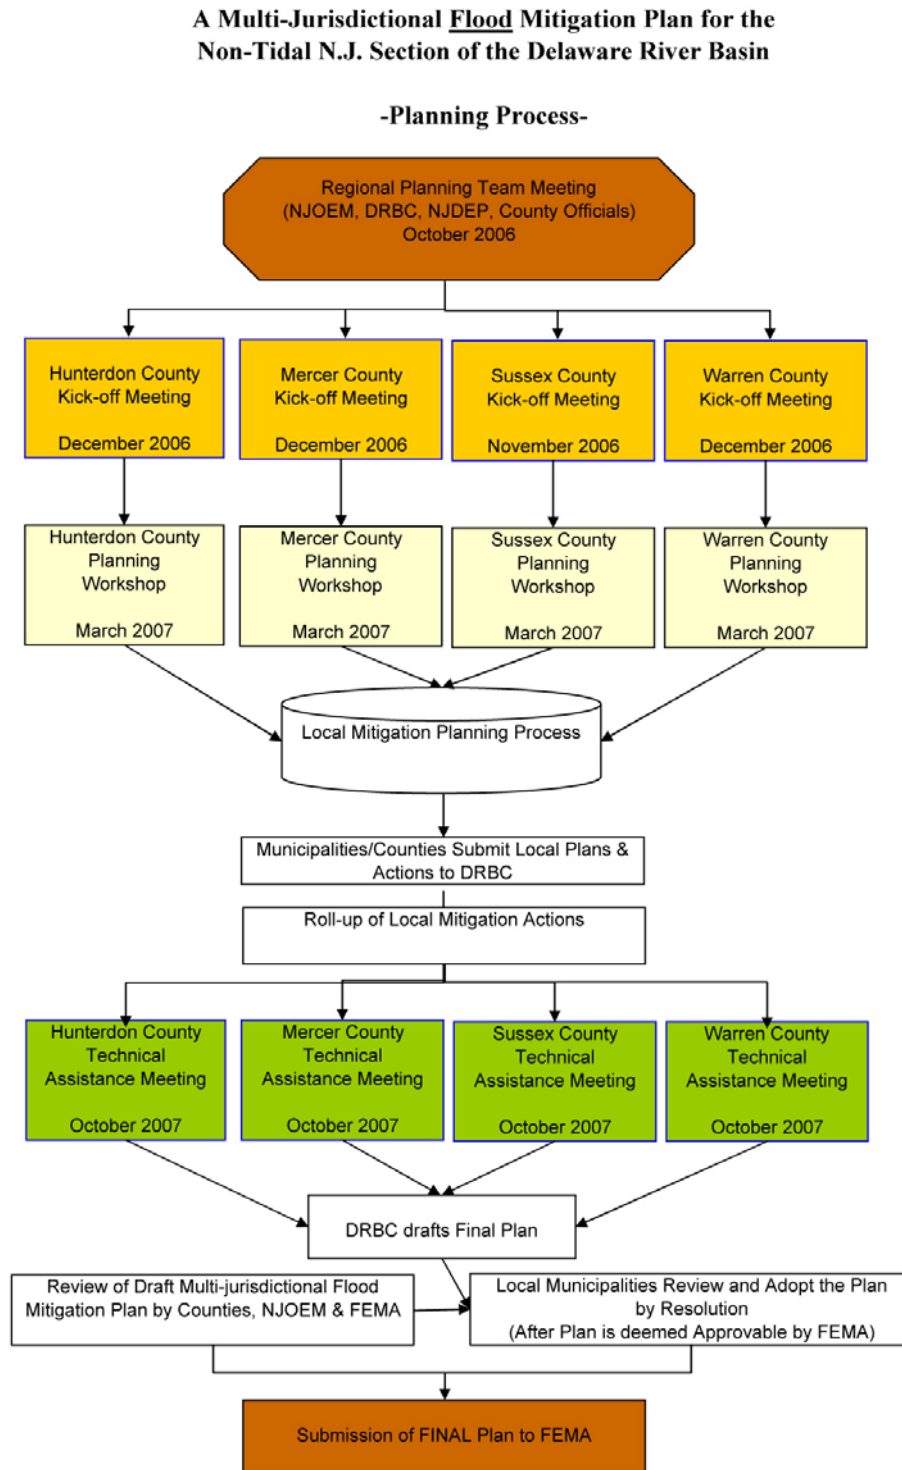 A Multi-Jurisdictional Flood Mitigation Plan for the
Non-Tidal N.J. Section of the Delaware River Basin
-Planning Process-
Regional Planning Team Meeting
(NJOEM, DRBC, NJDEP, County Officials)
October 2006
Hunterdon County
Kick-off Meeting
December 2006
Mercer County
Kick-off Meeting
December 2006
Sussex County
Kick-off Meeting
November 2006
Warren County
Kick-off Meeting
December 2006
Hunterdon County
Planning
Workshop
March 2007
Mercer County
Planning
Workshop
March 2007
Sussex County
Planning
Workshop
March 2007
Warren County
Planning
Workshop
March 2007
Local Mitigation Planning Process
Municipalities/Counties Submit Local Plans &
Actions to DRBC
Roll-up of Local Mitigation Actions
Hunterdon County
Technical
Assistance Meeting
October 2007
Mercer County
Technical
Assistance Meeting
October 2007
Sussex County
Technical
Assistance Meeting
October 2007
Warren County
Technical
Assistance Meeting
October 2007
DRBC drafts Final Plan
Review of Draft Multi-jurisdictional Flood
Mitigation Plan by Counties, NJOEM & FEMA
Local Municipalities Review and Adopt the Plan
by Resolution
(After Plan is deemed Approvable by FEMA)
Submission of FINAL Plan to FEMA